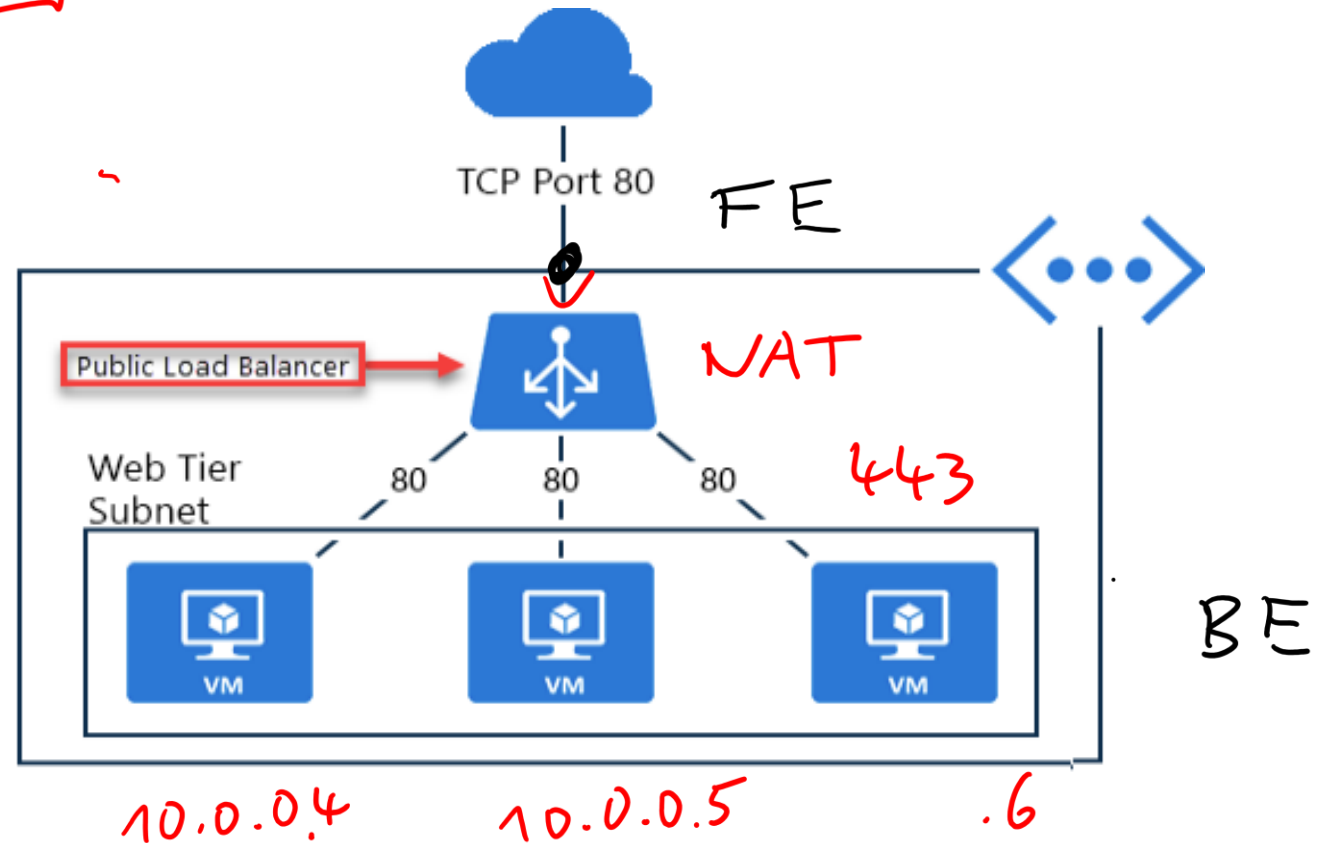 TCP Port 80
FE
Public Load Balancer
NAT
Web Tier
Subnet
80
80
80
443
VM
VM
VM
BE
10.0.0.4
10.0.0.5
.6